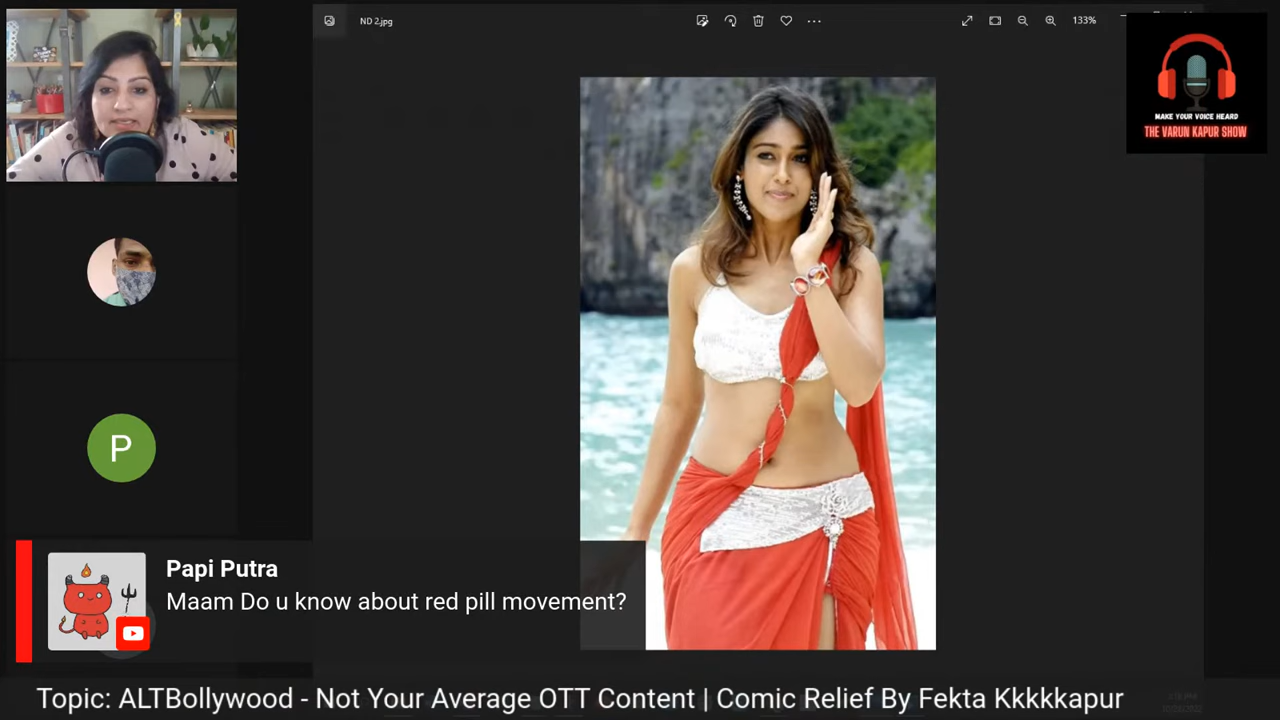 ND 2.jpg
133%
MAKE YOUR VOICE HEARD
THE VARUN KAPUR SHOW
P
Papi Putra
Maam Do u know about red pill movement?
Topic: ALTBollywood - Not Your Average OTT Content | Comic Relief By Fekta Kkkkkapur